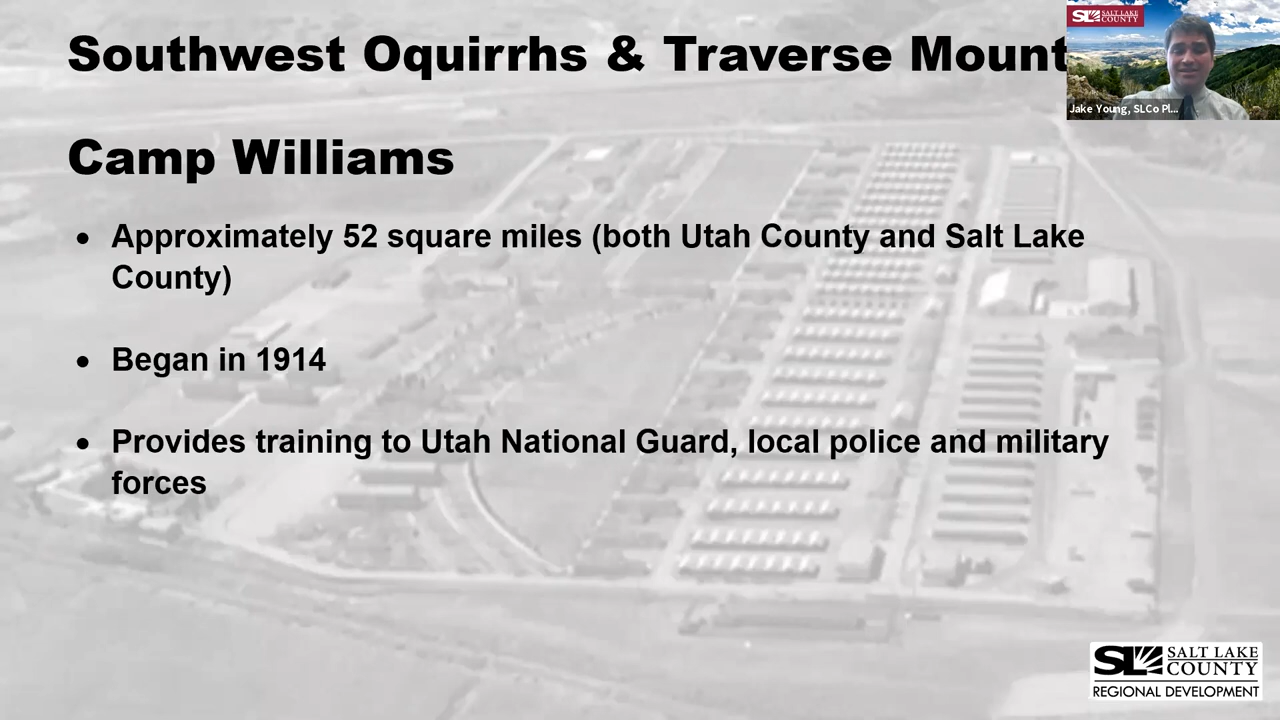 Southwest Oquirrhs & Traverse Mount
SL SALT LAKE
COUNTY
Jake Young, SLCo Pl...
Camp Williams
• Approximately 52 square miles (both Utah County and Salt Lake
County)
• Began in 1914
• Provides training to Utah National Guard, local police and military
forces
SL SALT LAKE
COUNTY
REGIONAL DEVELOPMENT